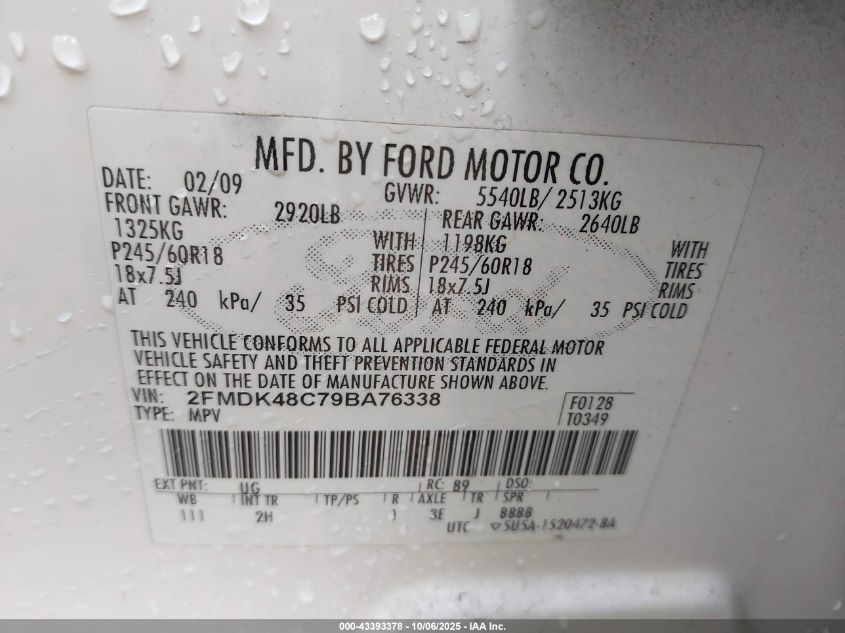 MFD. BY FORD MOTOR CO.
DATE: 02/09 GVWR: 5540LB/ 2513KG
FRONT GAWR: 2920LB REAR GAWR: 2640LB
1325KG WITH 1198KG WITH
P245/60R18 TIRES P245/60R18 TIRES
18x7.5J RIMS 18x7.5J RIMS
AT 240 kPa/ 35 PSI COLD AT 240 kPa/ 35 PSI COLD
Ford
THIS VEHICLE CONFORMS TO ALL APPLICABLE FEDERAL MOTOR
VEHICLE SAFETY AND THEFT PREVENTION STANDARDS IN
EFFECT ON THE DATE OF MANUFACTURE SHOWN ABOVE.
VIN: 2FMDK48C79BA76338 F0128
TYPE: MPV T0349
EXT PNT: UG RC: 89 DSO:
WB INT TR TP/PS R AXLE TR SPR
111 2H 3E J BBBB
UTC ▽5U5A-1520472-BA
000-43393378 - 10/06/2025 - IAA Inc.